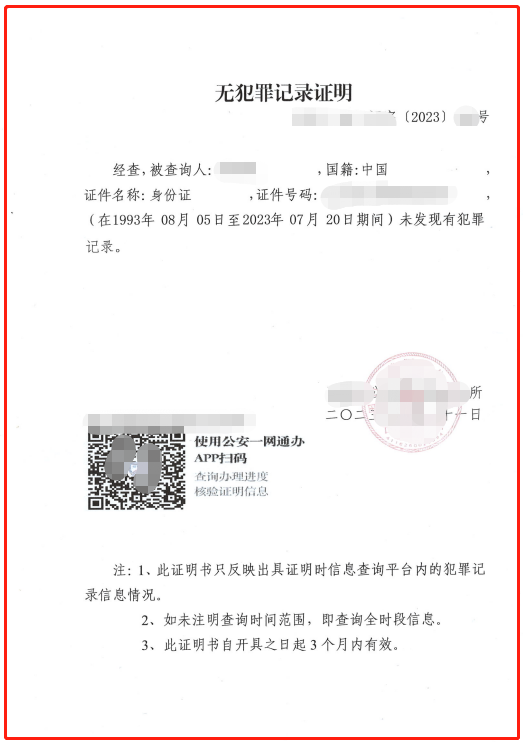 无犯罪记录证明
〔2023〕 号
经查,被查询人: ,国籍:中国 ,
证件名称:身份证 ,证件号码: ,
(在1993年 08月 05日至2023年 07月 20日期间)未发现有犯罪
记录。
所
二〇二三 十一日
使用公安一网通办
APP扫码
查询办理进度
核验证明信息
注:1、此证明书只反映出具证明时信息查询平台内的犯罪记
录信息情况。
2、如未注明查询时间范围,即查询全时段信息。
3、此证明书自开具之日起3个月内有效。